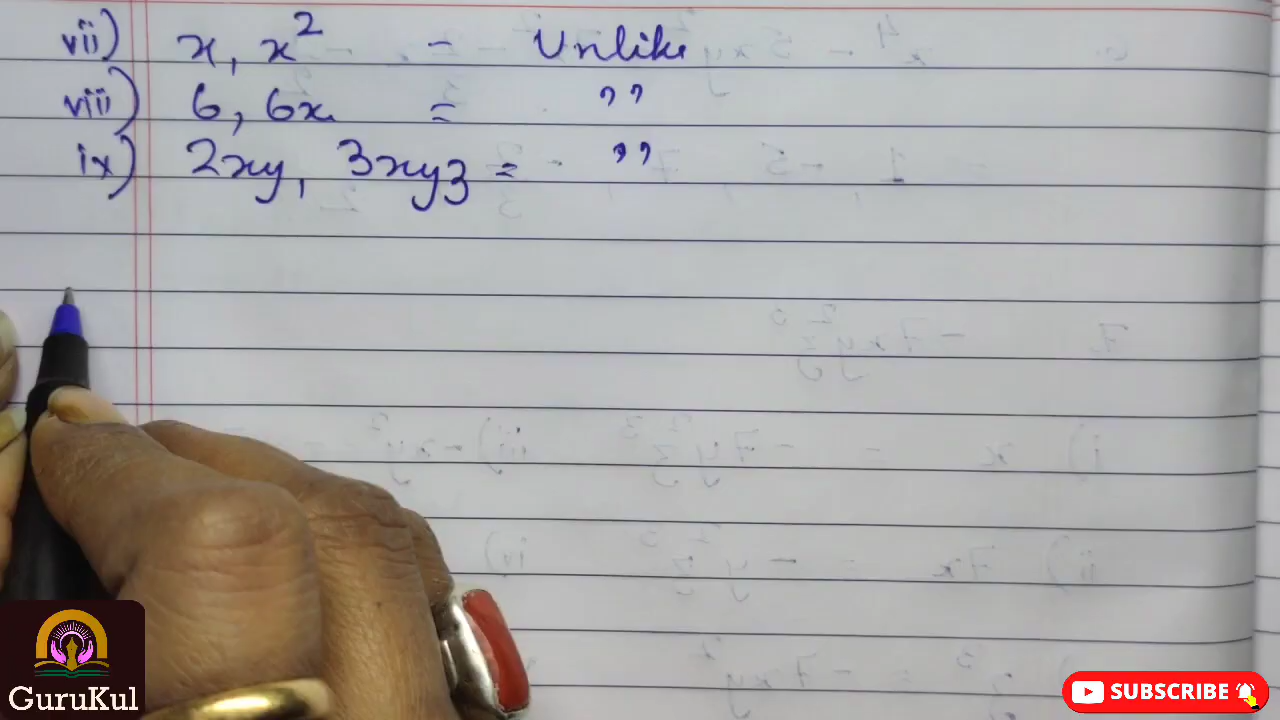 vii) x, x² - Unlike
viii) 6, 6x = ,,
ix) 2xy, 3xyz = ,,
GuruKul
SUBSCRIBE